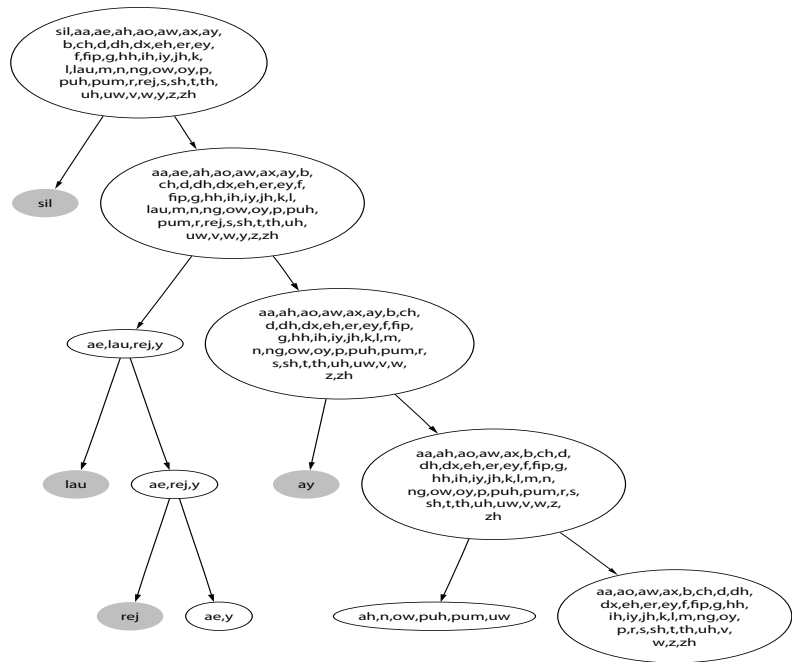 sil,aa,ae,ah,ao,aw,ax,ay,
b,ch,d,dh,dx,eh,er,ey,
f,fip,g,hh,ih,iy,jh,k,
l,lau,m,n,ng,ow,oy,p,
puh,pum,r,rej,s,sh,t,th,
uh,uw,v,w,y,z,zh
sil
aa,ae,ah,ao,aw,ax,ay,b,
ch,d,dh,dx,eh,er,ey,f,
fip,g,hh,ih,iy,jh,k,l,
lau,m,n,ng,ow,oy,p,puh,
pum,r,rej,s,sh,t,th,uh,
uw,v,w,y,z,zh
ae,lau,rej,y
aa,ah,ao,aw,ax,ay,b,ch,
d,dh,dx,eh,er,ey,f,fip,
g,hh,ih,iy,jh,k,l,m,
n,ng,ow,oy,p,puh,pum,r,
s,sh,t,th,uh,uw,v,w,
z,zh
lau
ae,rej,y
ay
aa,ah,ao,aw,ax,b,ch,d,
dh,dx,eh,er,ey,f,fip,g,
hh,ih,iy,jh,k,l,m,n,
ng,ow,oy,p,puh,pum,r,s,
sh,t,th,uh,uw,v,w,z,
zh
rej
ae,y
ah,n,ow,puh,pum,uw
aa,ao,aw,ax,b,ch,d,dh,
dx,eh,er,ey,f,fip,g,hh,
ih,iy,jh,k,l,m,ng,oy,
p,r,s,sh,t,th,uh,v,
w,z,zh